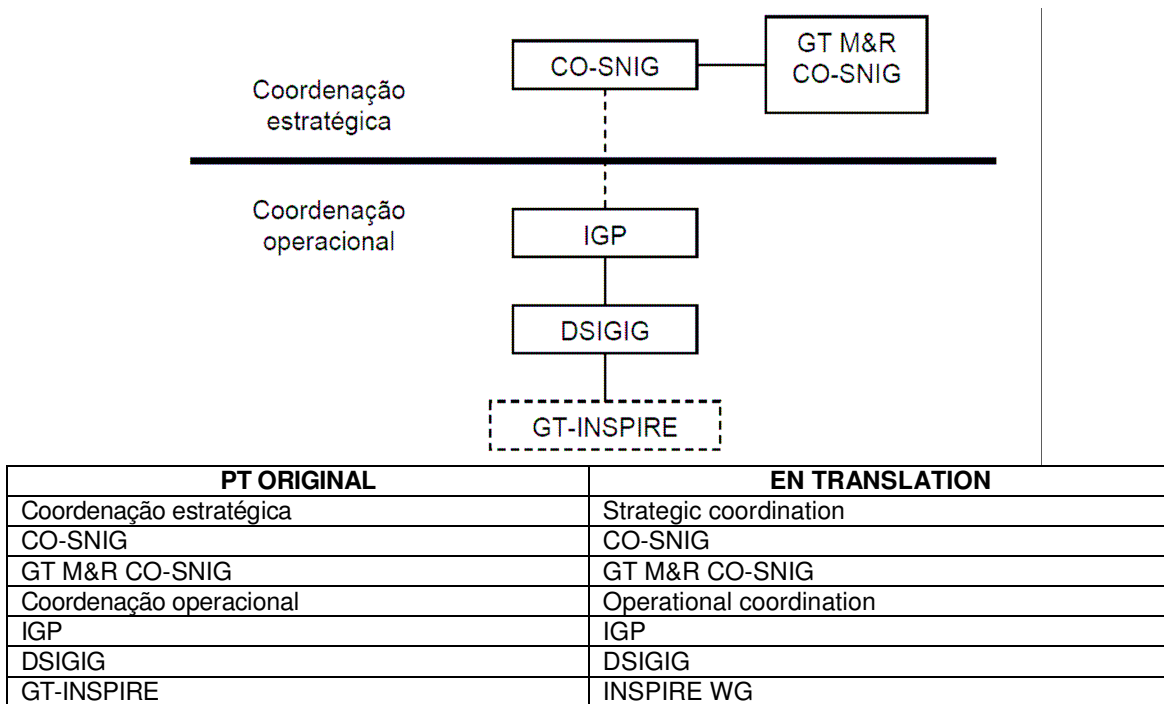 CO-SNIG
GT M&R
CO-SNIG
Coordenação
estratégica
Coordenação
operacional
IGP
DSIGIG
GT-INSPIRE
PT ORIGINAL EN TRANSLATION
Coordenação estratégica Strategic coordination
CO-SNIG CO-SNIG
GT M&R CO-SNIG GT M&R CO-SNIG
Coordenação operacional Operational coordination
IGP IGP
DSIGIG DSIGIG
GT-INSPIRE INSPIRE WG